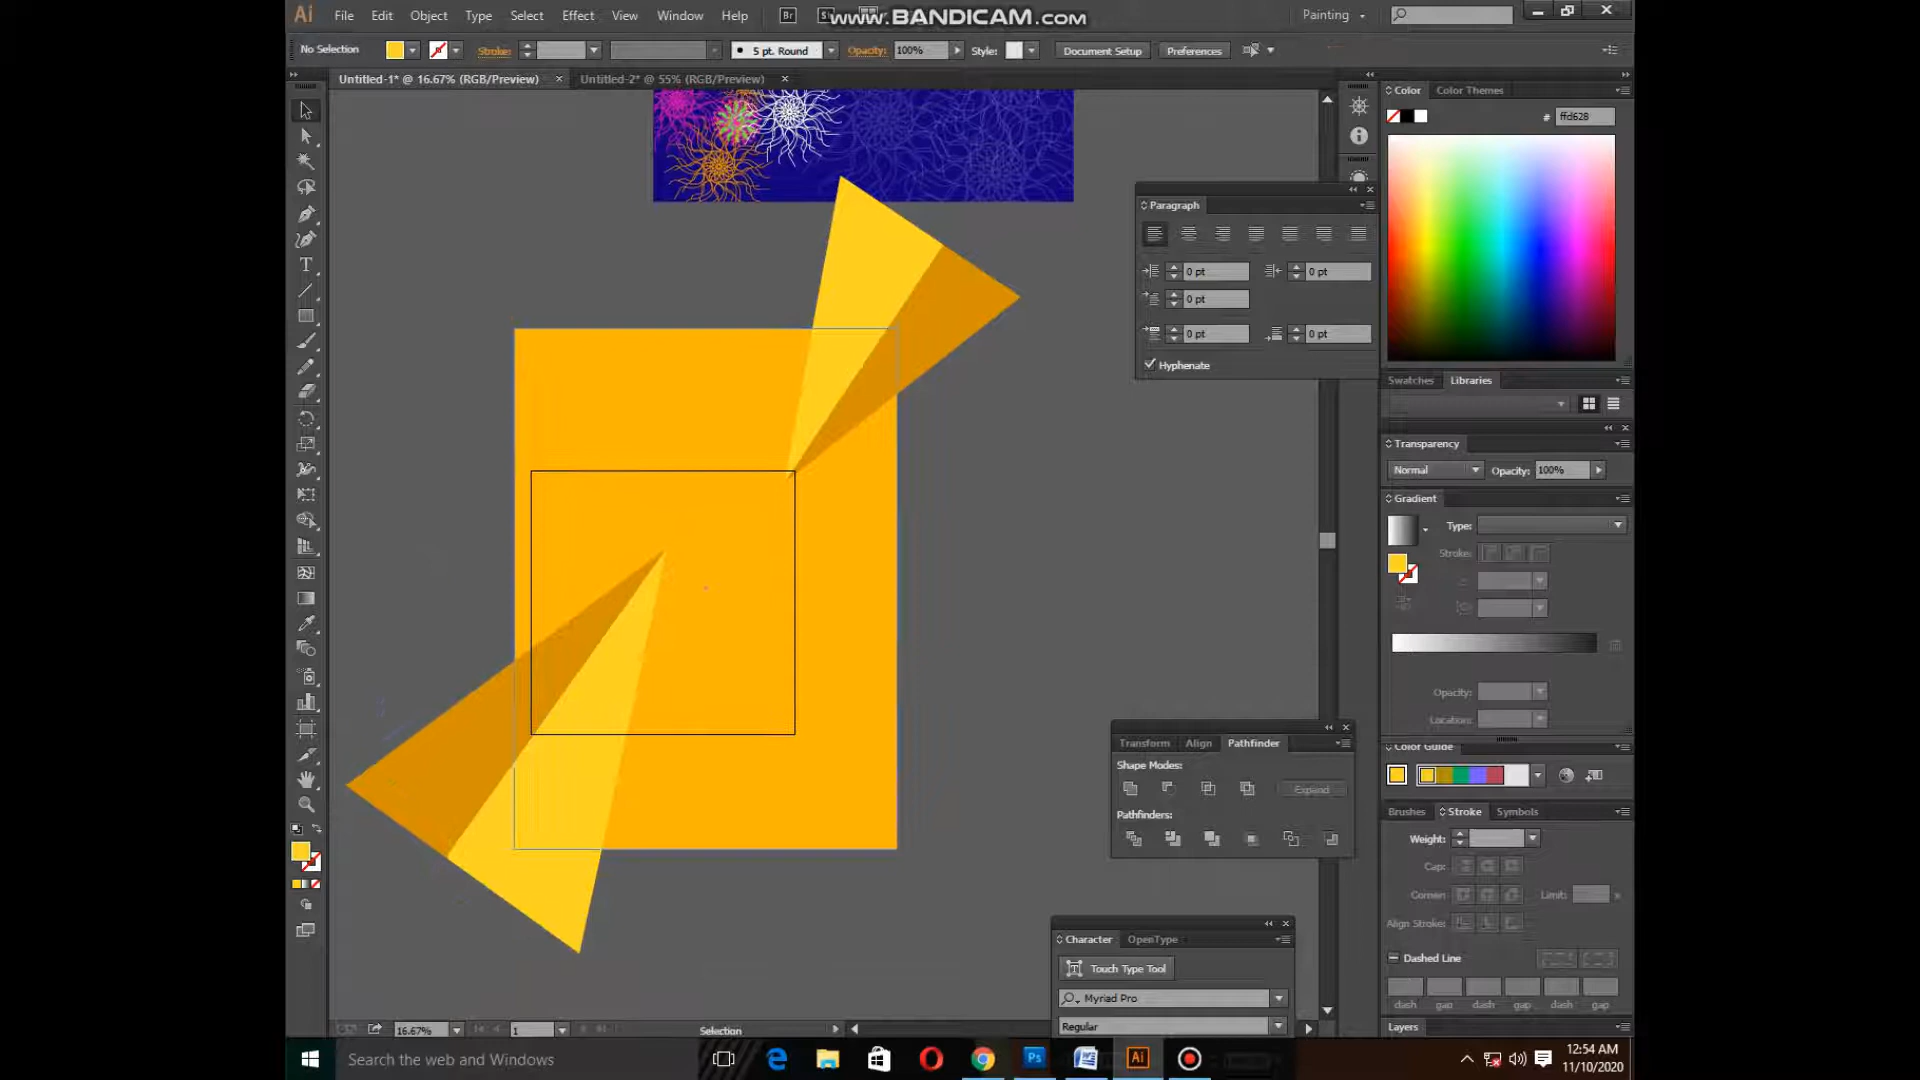 Ai File Edit Object Type Select Effect View Window Help Br
www.BANDICAM.com
Painting
No Selection Stroke: 5 pt. Round Opacity: 100% Style: Document Setup Preferences
Untitled-1* @ 16.67% (RGB/Preview) × Untitled-2* @ 55% (RGB/Preview) ×
Color Color Themes
# ffd628
Paragraph
0 pt 0 pt
0 pt
0 pt 0 pt
Hyphenate
Swatches Libraries
Transparency
Normal Opacity: 100%
Gradient
Type:
Stroke:
Opacity:
Location:
Color Guide
Transform Align Pathfinder
Shape Modes:
Expand
Pathfinders:
Brushes Stroke Symbols
Weight:
Cap:
Corner: Limit: x
Align Stroke:
Dashed Line
dash gap dash gap dash gap
Layers
Character OpenType
Touch Type Tool
Myriad Pro
Regular
16.67% 1 Selection
Search the web and Windows
Ps Ai
12:54 AM
11/10/2020